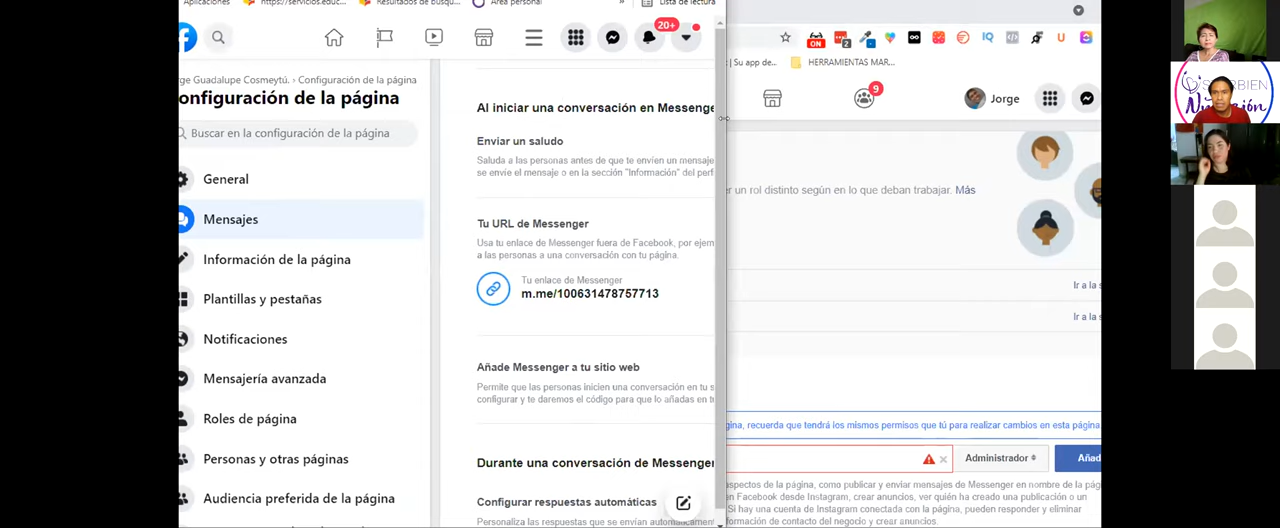 Aplicaciones
https://servicios.educ...
Resultados de búsqu...
Área personal
»
Lista de lectura
20+
rge Guadalupe Cosmeytú. › Configuración de la página
onfiguración de la página
Buscar en la configuración de la página
General
Mensajes
Información de la página
Plantillas y pestañas
Notificaciones
Mensajería avanzada
Roles de página
Personas y otras páginas
Audiencia preferida de la página
Al iniciar una conversación en Messenge
Enviar un saludo
Saluda a las personas antes de que te envíen un mensaje
se envíe el mensaje o en la sección "Información" del perf
Tu URL de Messenger
Usa tu enlace de Messenger fuera de Facebook, por ejem
a las personas a una conversación con tu página.
Tu enlace de Messenger
m.me/100631478757713
Añade Messenger a tu sitio web
Permite que las personas inicien una conversación en tu s
configurar y te daremos el código para que lo añadas en tu
Durante una conversación de Messenger
Configurar respuestas automáticas
Personaliza las respuestas que se envían automáticamen
ON
2
IQ
U
| Su app de...
HERRAMIENTAS MAR...
9
Jorge
er un rol distinto según en lo que deban trabajar. Más
Ir a la s
Ir a la s
gina, recuerda que tendrá los mismos permisos que tú para realizar cambios en esta página
Administrador
Añad
aspectos de la página, como publicar y enviar mensajes de Messenger en nombre de la pág
en Facebook desde Instagram, crear anuncios, ver quién ha creado una publicación o un
Si hay una cuenta de Instagram conectada con la página, pueden responder y eliminar
formación de contacto del negocio y crear anuncios.